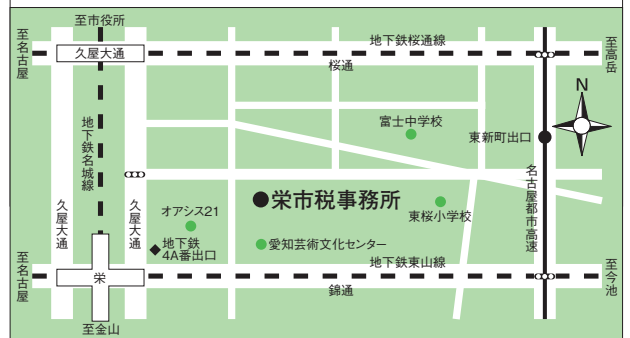 至市役所
至名古屋
久屋大通
地下鉄桜通線
桜通
至高岳
N
地下鉄名城線
富士中学校
東新町出口
久屋大通
久屋大通
オアシス21
栄市税事務所
東桜小学校
名古屋都市高速
地下鉄
4A番出口
愛知芸術文化センター
地下鉄東山線
至名古屋
栄
錦通
至今池
至金山